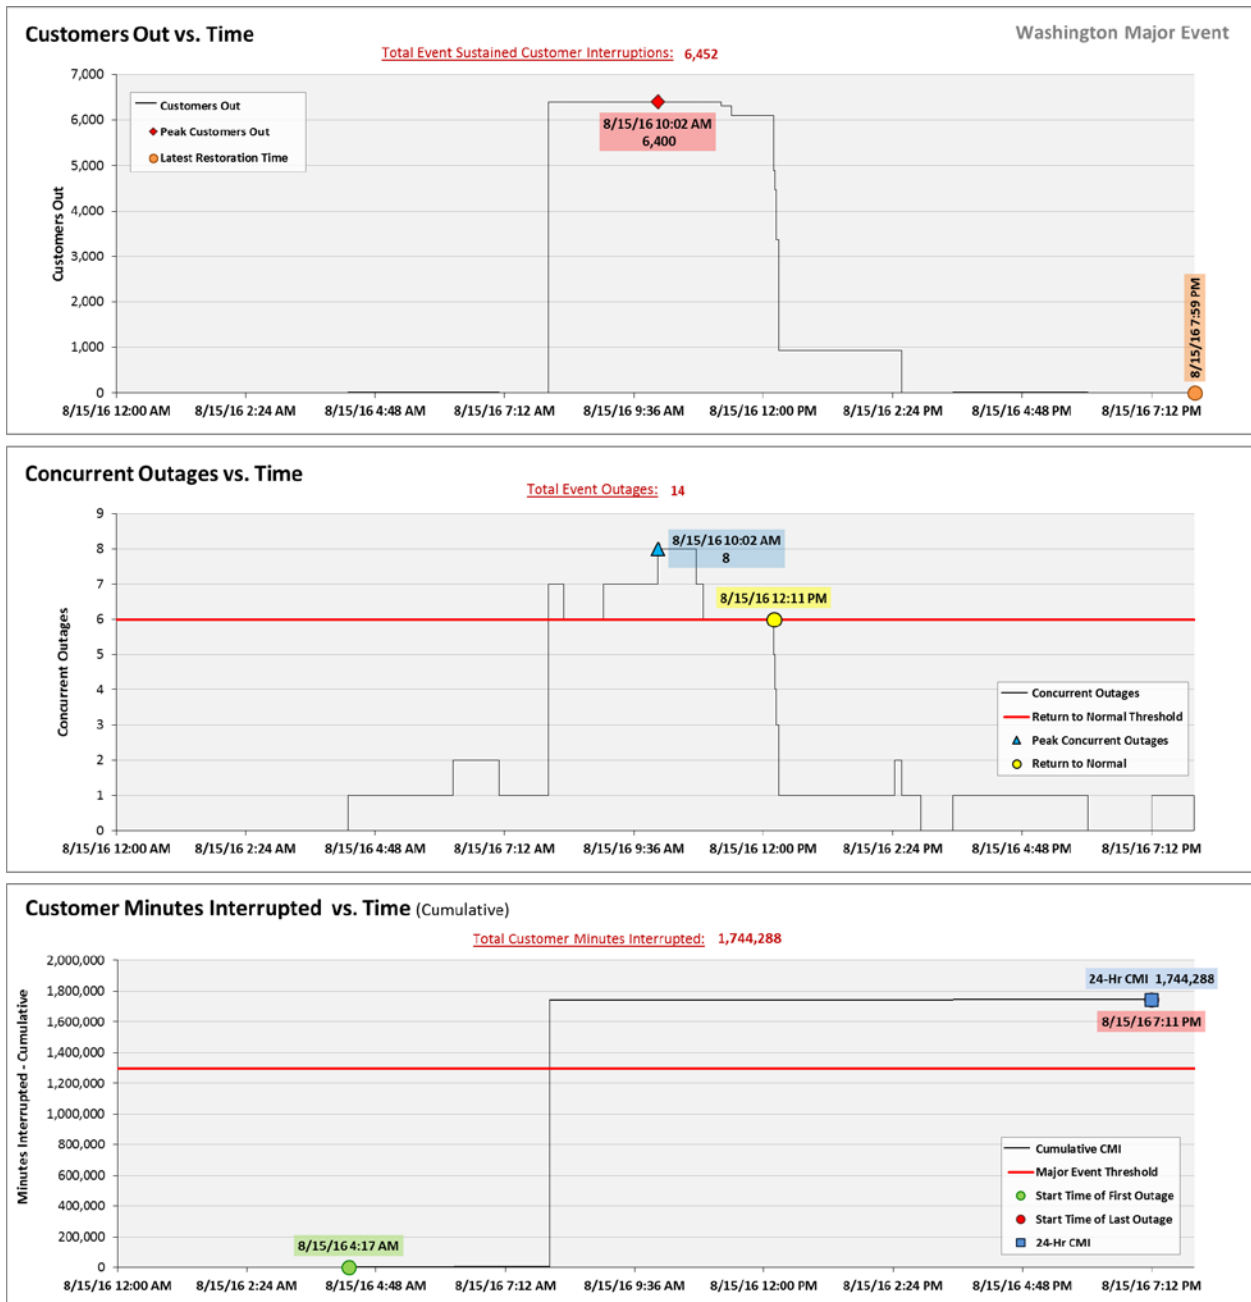 Customers Out vs. Time
Washington Major Event
Total Event Sustained Customer Interruptions: 6,452
7,000
6,000
5,000
4,000
3,000
2,000
1,000
0
Customers Out
Customers Out
Peak Customers Out
Latest Restoration Time
8/15/16 10:02 AM
6,400
8/15/16 7:59 PM
8/15/16 12:00 AM
8/15/16 2:24 AM
8/15/16 4:48 AM
8/15/16 7:12 AM
8/15/16 9:36 AM
8/15/16 12:00 PM
8/15/16 2:24 PM
8/15/16 4:48 PM
8/15/16 7:12 PM
Concurrent Outages vs. Time
Total Event Outages: 14
9
8
7
6
5
4
3
2
1
0
Concurrent Outages
8/15/16 10:02 AM
8
8/15/16 12:11 PM
Concurrent Outages
Return to Normal Threshold
Peak Concurrent Outages
Return to Normal
8/15/16 12:00 AM
8/15/16 2:24 AM
8/15/16 4:48 AM
8/15/16 7:12 AM
8/15/16 9:36 AM
8/15/16 12:00 PM
8/15/16 2:24 PM
8/15/16 4:48 PM
8/15/16 7:12 PM
Customer Minutes Interrupted vs. Time (Cumulative)
Total Customer Minutes Interrupted: 1,744,288
2,000,000
1,800,000
1,600,000
1,400,000
1,200,000
1,000,000
800,000
600,000
400,000
200,000
0
Minutes Interrupted - Cumulative
24-Hr CMI 1,744,288
8/15/16 7:11 PM
8/15/16 4:17 AM
Cumulative CMI
Major Event Threshold
Start Time of First Outage
Start Time of Last Outage
24-Hr CMI
8/15/16 12:00 AM
8/15/16 2:24 AM
8/15/16 4:48 AM
8/15/16 7:12 AM
8/15/16 9:36 AM
8/15/16 12:00 PM
8/15/16 2:24 PM
8/15/16 4:48 PM
8/15/16 7:12 PM